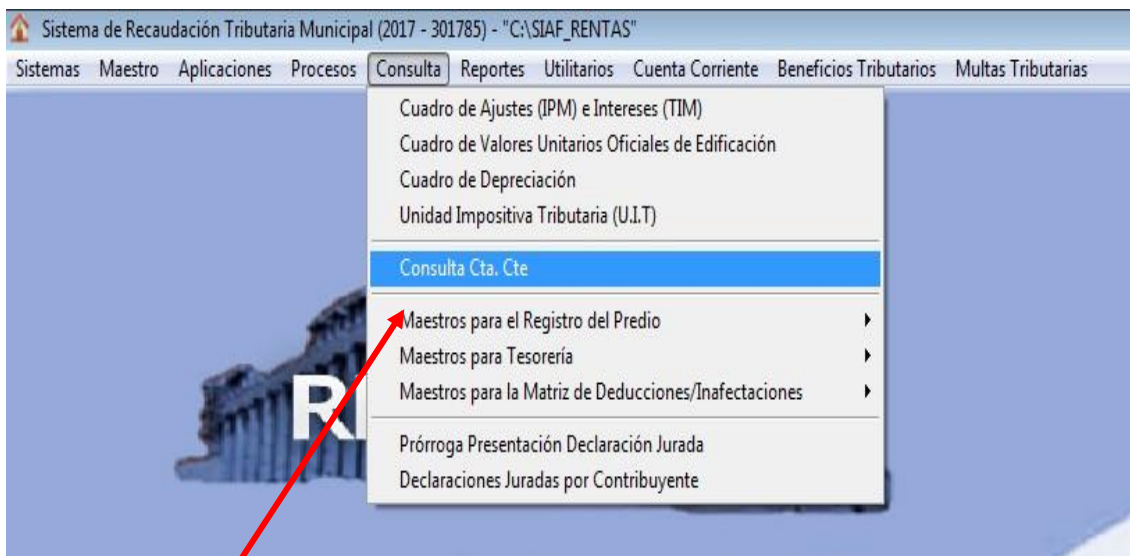 Sistema de Recaudación Tributaria Municipal (2017 - 301785) - "C:\SIAF_RENTAS"
Sistemas Maestro Aplicaciones Procesos Consulta Reportes Utilitarios Cuenta Corriente Beneficios Tributarios Multas Tributarias
Cuadro de Ajustes (IPM) e Intereses (TIM)
Cuadro de Valores Unitarios Oficiales de Edificación
Cuadro de Depreciación
Unidad Impositiva Tributaria (U.I.T)
Consulta Cta. Cte
Maestros para el Registro del Predio
Maestros para Tesorería
Maestros para la Matriz de Deducciones/Inafectaciones
Prórroga Presentación Declaración Jurada
Declaraciones Juradas por Contribuyente